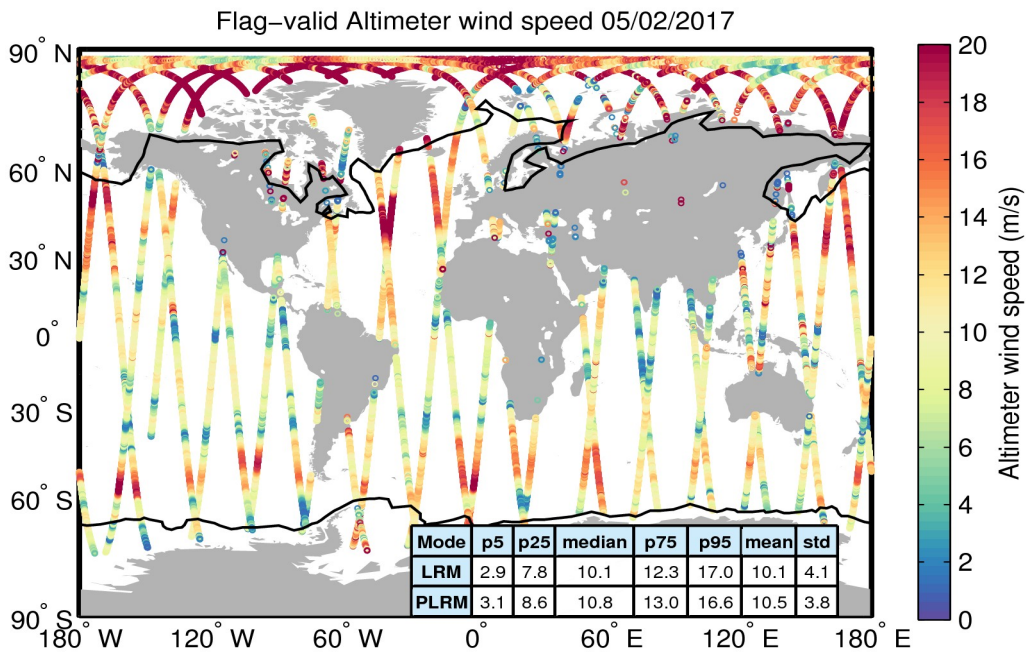 Flag−valid Altimeter wind speed 05/02/2017
90° N
60° N
30° N
0°
30° S
60° S
90° S
180° W
120° W
60° W
0°
60° E
120° E
180° E
Mode p5 p25 median p75 p95 mean std
LRM 2.9 7.8 10.1 12.3 17.0 10.1 4.1
PLRM 3.1 8.6 10.8 13.0 16.6 10.5 3.8
20
18
16
14
12
10
8
6
4
2
0
Altimeter wind speed (m/s)